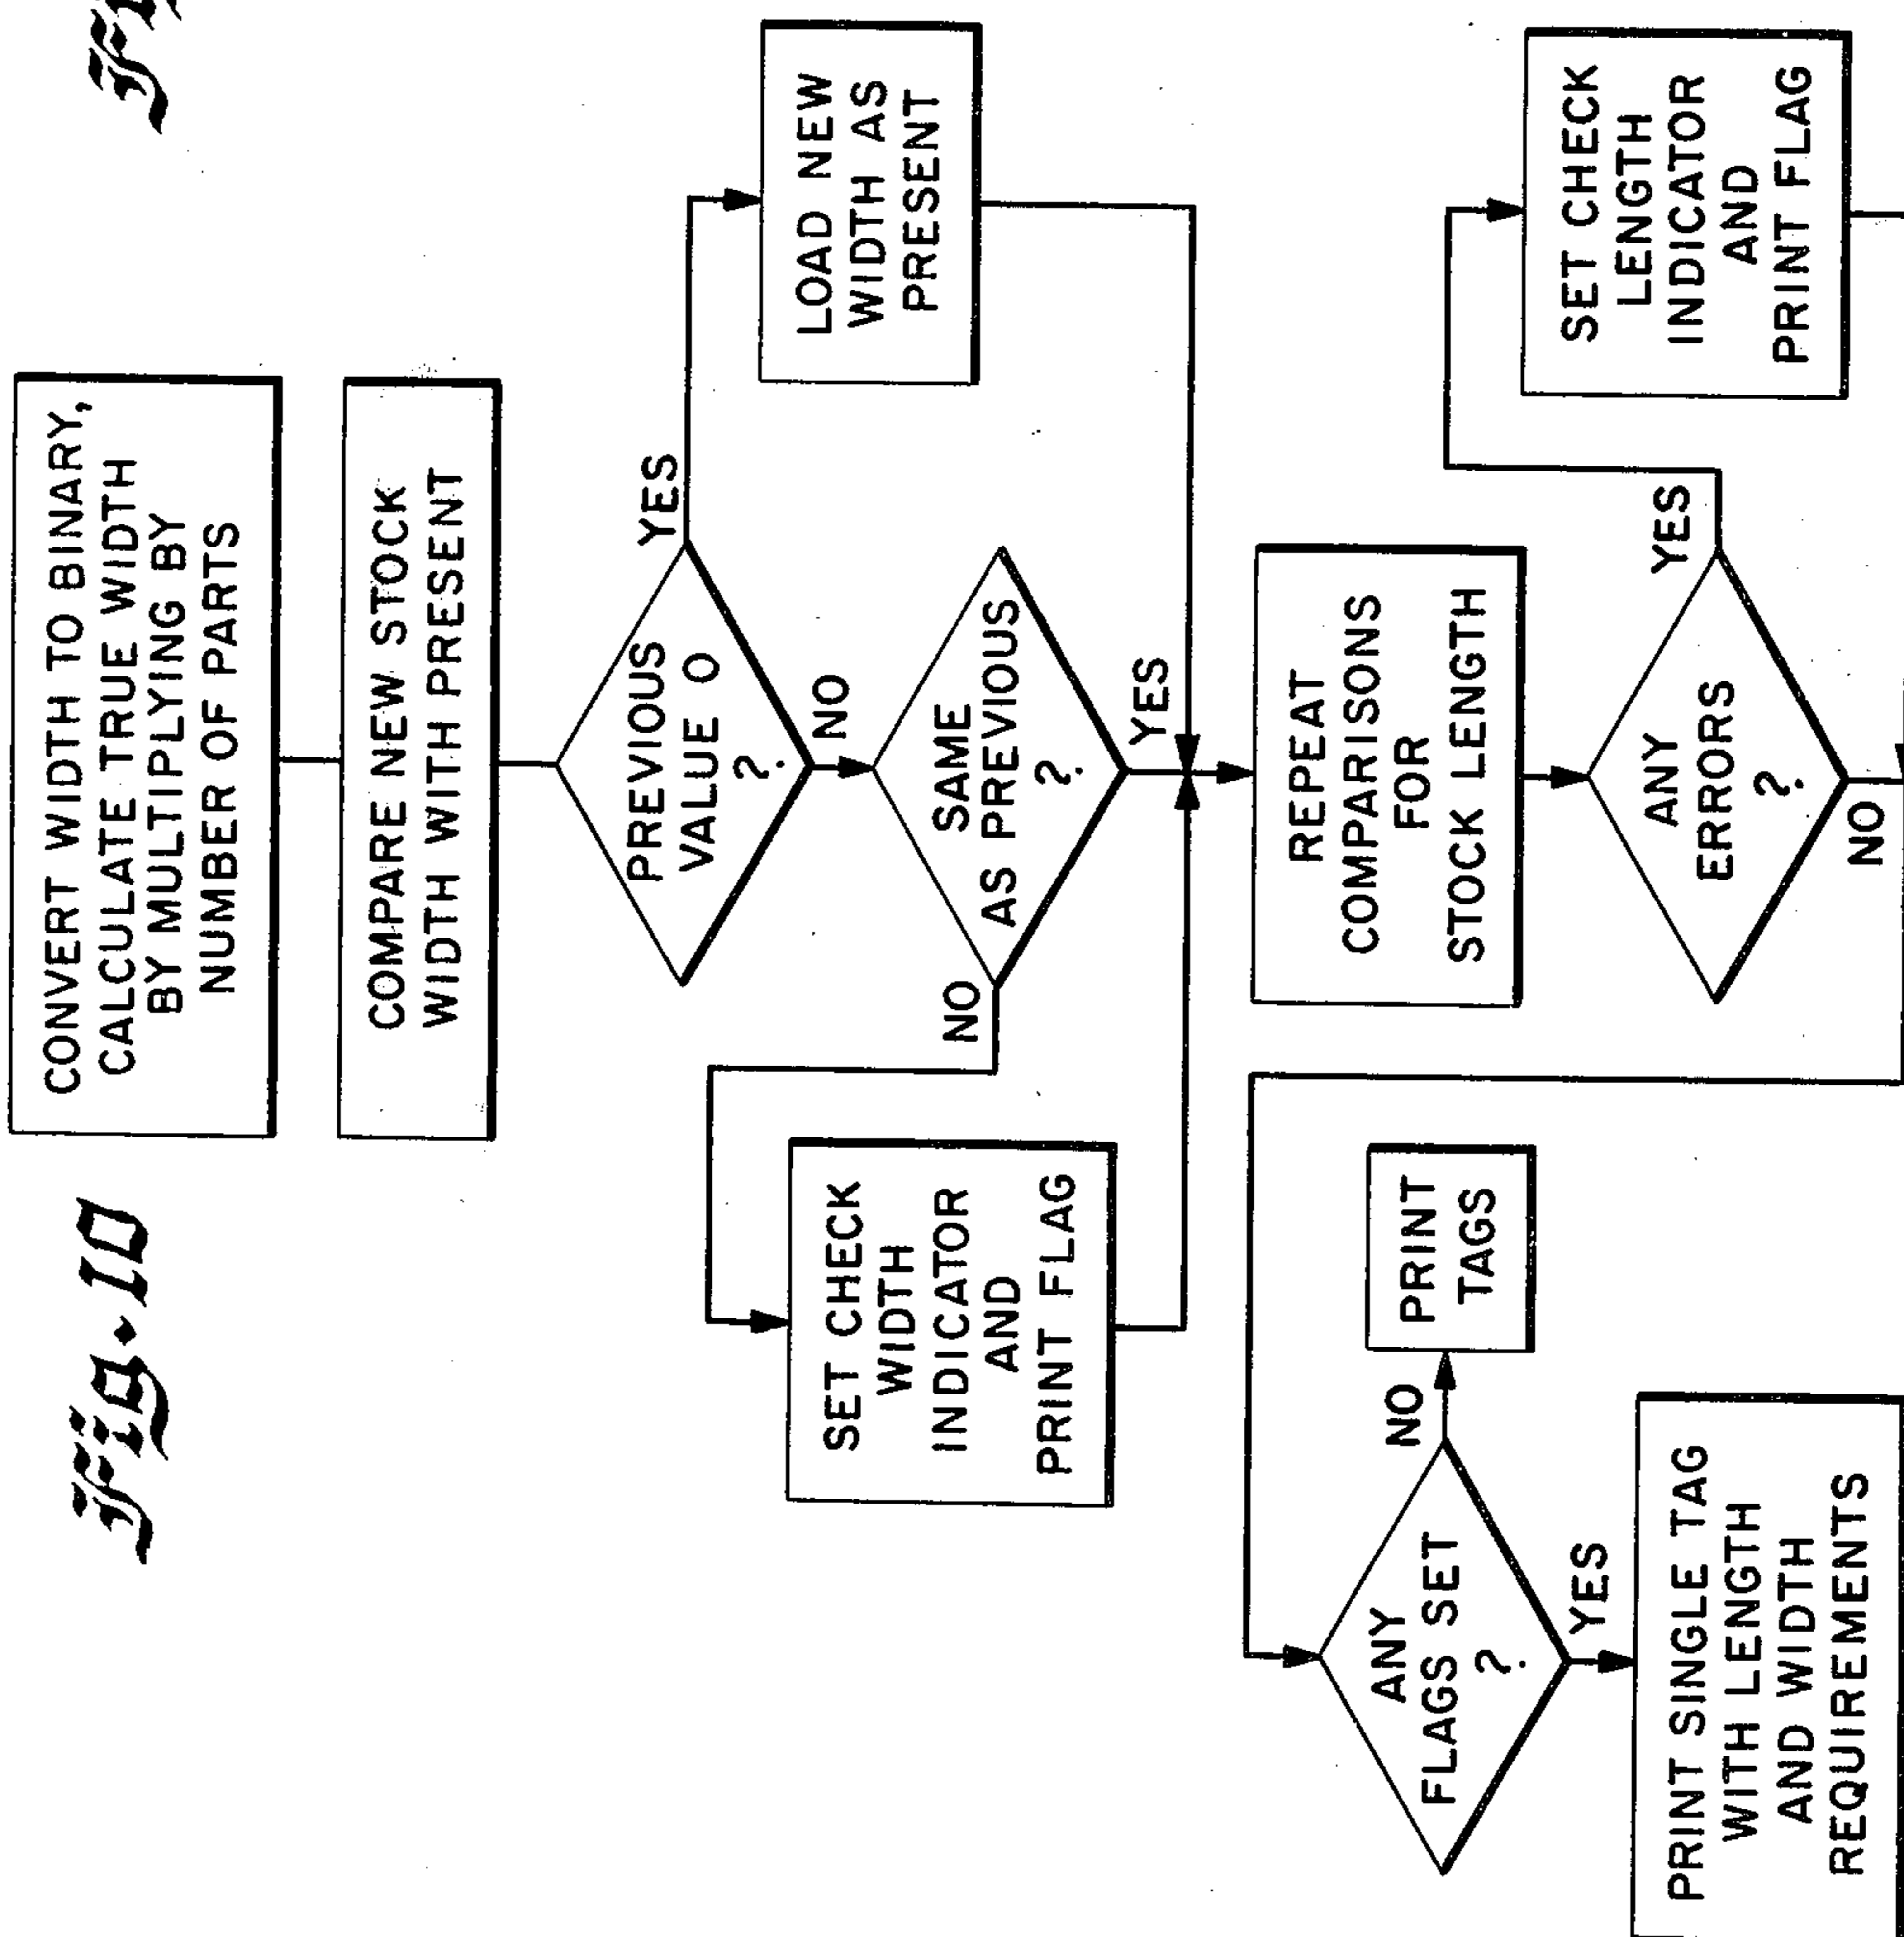 Fig. 10
CONVERT WIDTH TO BINARY,
CALCULATE TRUE WIDTH
BY MULTIPLYING BY
NUMBER OF PARTS
COMPARE NEW STOCK
WIDTH WITH PRESENT
PREVIOUS
VALUE 0
?
YES
NO
LOAD NEW
WIDTH AS
PRESENT
SAME
AS PREVIOUS
?
NO
YES
SET CHECK
WIDTH
INDICATOR
AND
PRINT FLAG
REPEAT
COMPARISONS
FOR
STOCK LENGTH
ANY
ERRORS
?
YES
NO
SET CHECK
LENGTH
INDICATOR
AND
PRINT FLAG
ANY
FLAGS SET
?
NO
YES
PRINT
TAGS
PRINT SINGLE TAG
WITH LENGTH
AND WIDTH
REQUIREMENTS